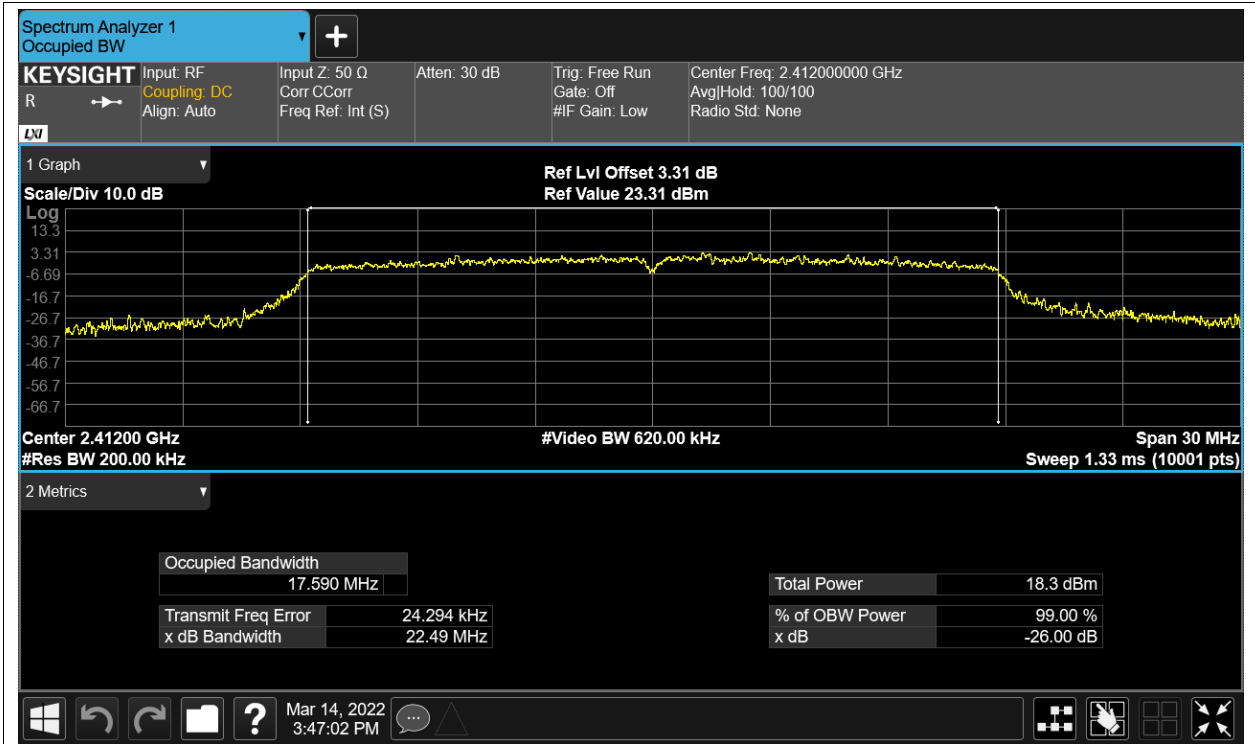 Spectrum Analyzer 1
Occupied BW
KEYSIGHT
R
LXI
Input: RF
Coupling: DC
Align: Auto
Input Z: 50 Ω
Corr CCorr
Freq Ref: Int (S)
Atten: 30 dB
Trig: Free Run
Gate: Off
#IF Gain: Low
Center Freq: 2.412000000 GHz
Avg|Hold: 100/100
Radio Std: None
1 Graph
Scale/Div 10.0 dB
Ref Lvl Offset 3.31 dB
Ref Value 23.31 dBm
Log
13.3
3.31
-6.69
-16.7
-26.7
-36.7
-46.7
-56.7
-66.7
Center 2.41200 GHz
#Res BW 200.00 kHz
#Video BW 620.00 kHz
Span 30 MHz
Sweep 1.33 ms (10001 pts)
2 Metrics
Occupied Bandwidth
17.590 MHz
Transmit Freq Error 24.294 kHz
x dB Bandwidth 22.49 MHz
Total Power 18.3 dBm
% of OBW Power 99.00 %
x dB -26.00 dB
?
Mar 14, 2022
3:47:02 PM